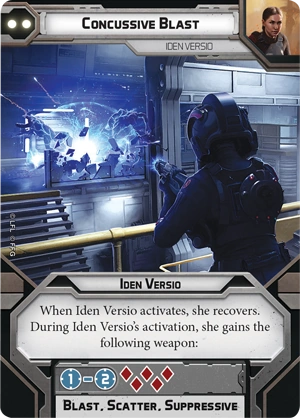 Concussive Blast
Iden Versio
©LFL ©FFG
Iden Versio
When Iden Versio activates, she recovers.
During Iden Versio's activation, she gains the
following weapon:
1 - 2
Blast, Scatter, Suppressive